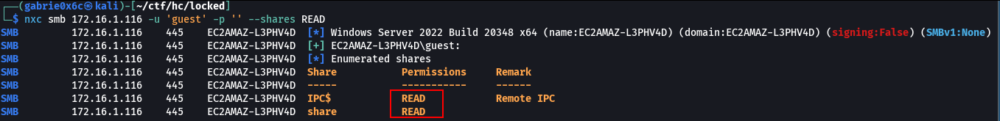 ┌──(gabrie0x6c㉿kali)-[~/ctf/hc/locked]
└─$ nxc smb 172.16.1.116 -u 'guest' -p '' --shares READ
SMB         172.16.1.116    445    EC2AMAZ-L3PHV4D  [*] Windows Server 2022 Build 20348 x64 (name:EC2AMAZ-L3PHV4D) (domain:EC2AMAZ-L3PHV4D) (signing:False) (SMBv1:None)
SMB         172.16.1.116    445    EC2AMAZ-L3PHV4D  [+] EC2AMAZ-L3PHV4D\guest:
SMB         172.16.1.116    445    EC2AMAZ-L3PHV4D  [*] Enumerated shares
SMB         172.16.1.116    445    EC2AMAZ-L3PHV4D  Share           Permissions     Remark
SMB         172.16.1.116    445    EC2AMAZ-L3PHV4D  -----           -----------     ------
SMB         172.16.1.116    445    EC2AMAZ-L3PHV4D  IPC$            READ            Remote IPC
SMB         172.16.1.116    445    EC2AMAZ-L3PHV4D  share           READ